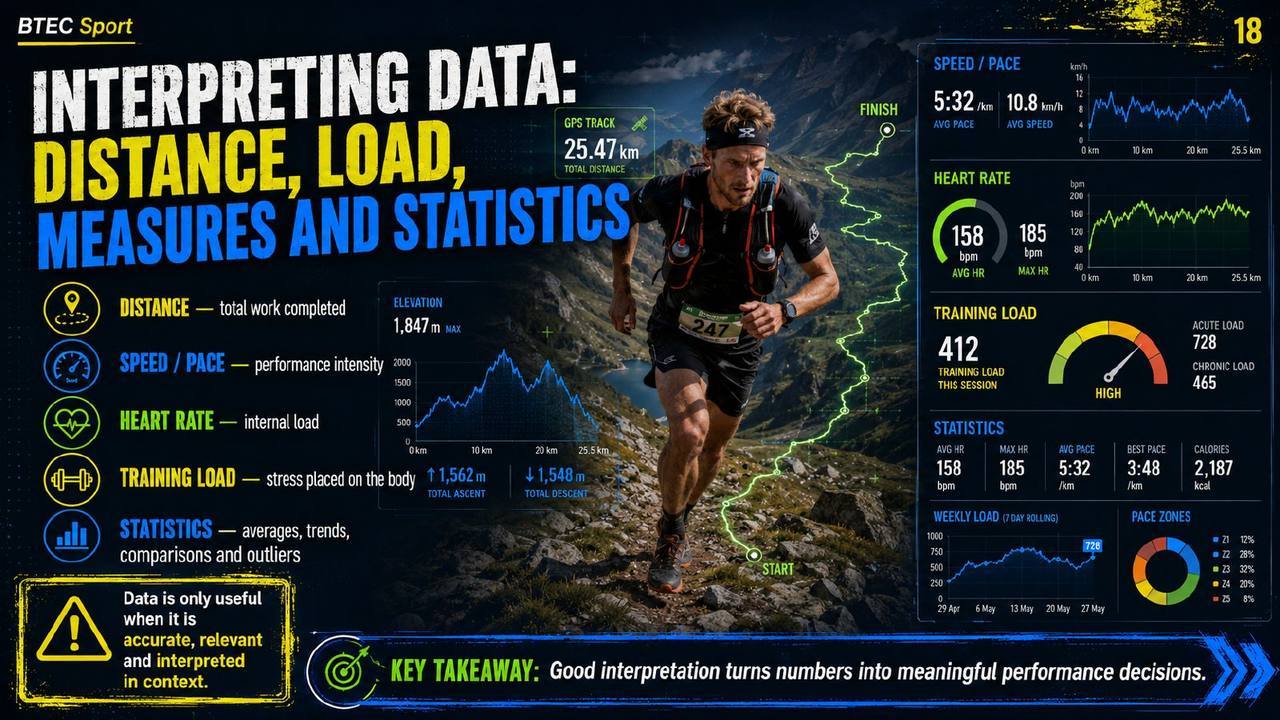 BTEC Sport
18
INTERPRETING DATA:
DISTANCE, LOAD,
MEASURES AND STATISTICS
DISTANCE — total work completed
SPEED / PACE — performance intensity
HEART RATE — internal load
TRAINING LOAD — stress placed on the body
STATISTICS — averages, trends,
comparisons and outliers
Data is only useful
when it is
accurate, relevant
and interpreted
in context.
GPS TRACK
25.47 km
TOTAL DISTANCE
ELEVATION
1,847 m MAX
2000
1500
1000
500
0
0 km 10 km 20 km 25.5 km
↑ 1,562 m ↓ 1,548 m
TOTAL ASCENT TOTAL DESCENT
247
FINISH
START
SPEED / PACE
5:32 /km 10.8 km/h
AVG PACE AVG SPEED
km/h
16
12
8
4
0
0 km 10 km 20 km 25.5 km
HEART RATE
158
bpm
AVG HR
185
bpm
MAX HR
bpm
200
160
120
80
40
0 km 10 km 20 km 25.5 km
TRAINING LOAD
412
TRAINING LOAD
THIS SESSION
HIGH
ACUTE LOAD
728
CHRONIC LOAD
465
STATISTICS
AVG HR MAX HR AVG PACE BEST PACE CALORIES
158 185 5:32 3:48 2,187
bpm bpm /km /km kcal
WEEKLY LOAD (7 DAY ROLLING)
1000
750
500
250
0
728
29 Apr 6 May 13 May 20 May 27 May
PACE ZONES
Z1 12%
Z2 28%
Z3 32%
Z4 20%
Z5 8%
KEY TAKEAWAY: Good interpretation turns numbers into meaningful performance decisions.